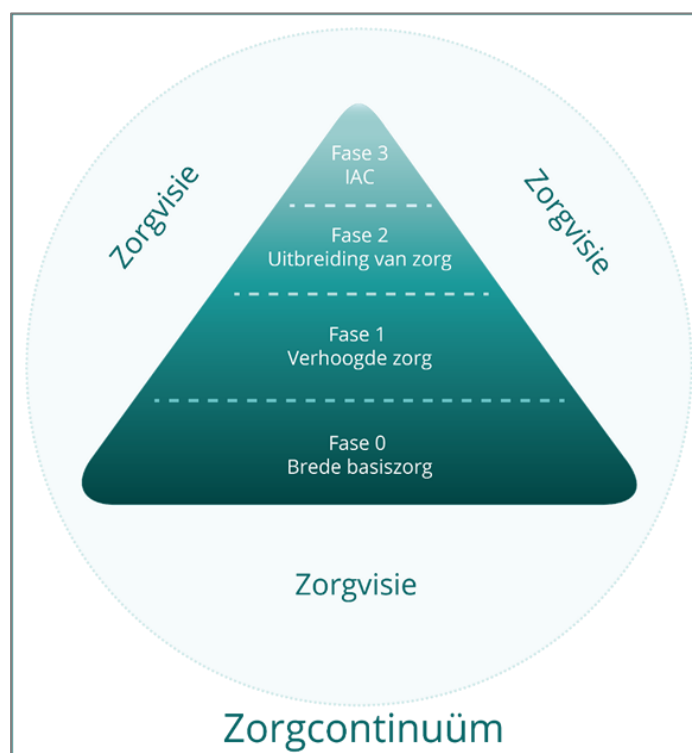 Fase 3
IAC
Zorgvisie
Zorgvisie
Fase 2
Uitbreiding van zorg
Fase 1
Verhoogde zorg
Fase 0
Brede basiszorg
Zorgvisie
Zorgcontinuüm